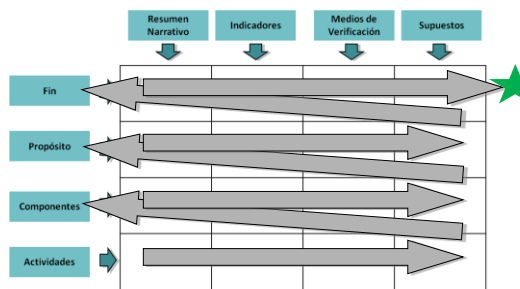 Resumen
Narrativo
Indicadores
Medios de
Verificación
Supuestos
Fin
Propósito
Componentes
Actividades